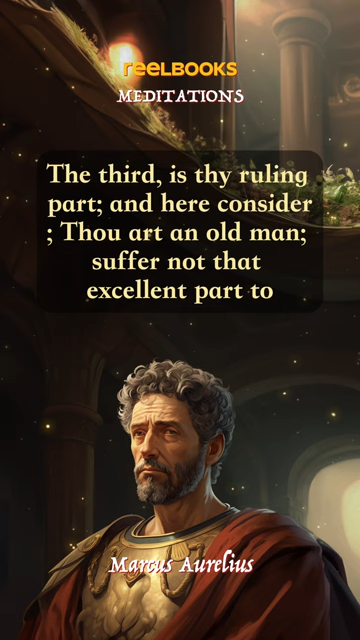 reelBOOKS
MEDITATIONS
The third, is thy ruling
part; and here consider
; Thou art an old man;
suffer not that
excellent part to
Marcus Aurelius